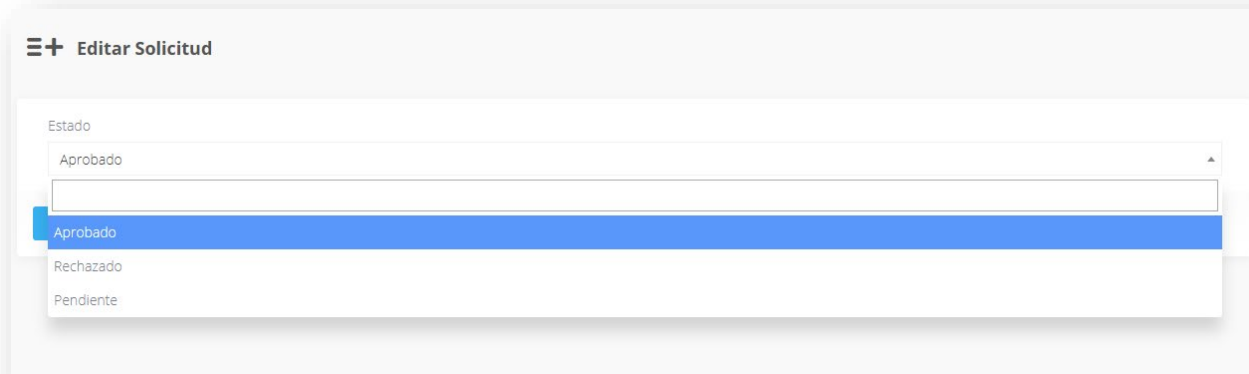 Editar Solicitud
Estado
Aprobado
Aprobado
Rechazado
Pendiente